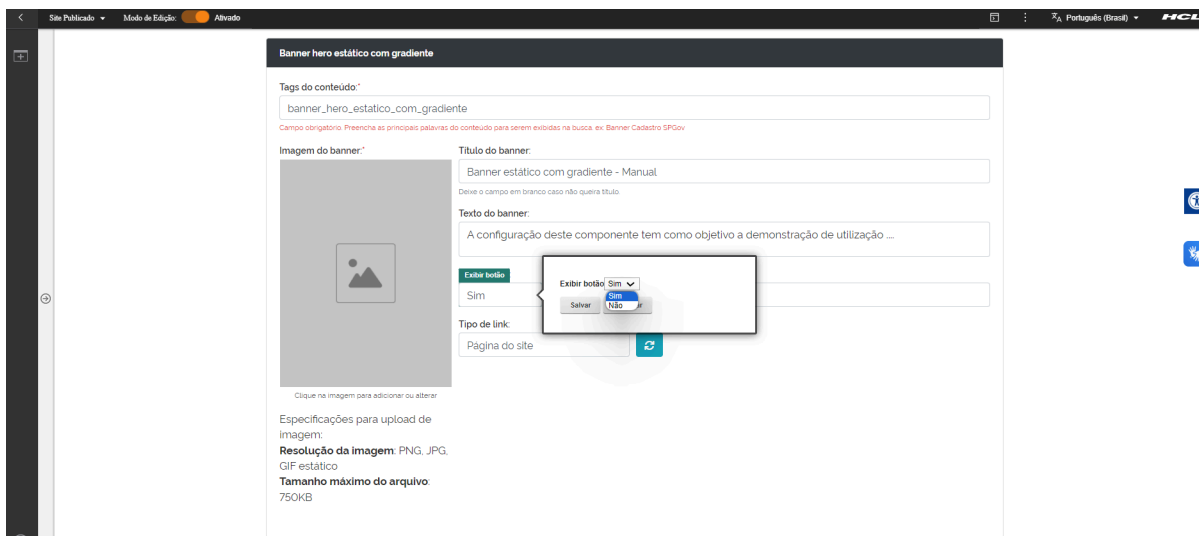 Site Publicado
Modo de Edição:
Ativado
Português (Brasil)
Banner hero estático com gradiente
Tags do conteúdo:*
banner_hero_estatico_com_gradiente
Campo obrigatório. Preencha as principais palavras do conteúdo para serem exibidas na busca. ex: Banner Cadastro SPGov
Imagem do banner:*
Clique na imagem para adicionar ou alterar
Especificações para upload de
imagem:
Resolução da imagem: PNG, JPG,
GIF estático
Tamanho máximo do arquivo:
750KB
Título do banner:
Banner estático com gradiente - Manual
Deixe o campo em branco caso não queira título.
Texto do banner:
A configuração deste componente tem como objetivo a demonstração de utilização ....
Exibir botão
Sim
Exibir botão Sim
Sim
Não
Salvar
Tipo de link:
Página do site